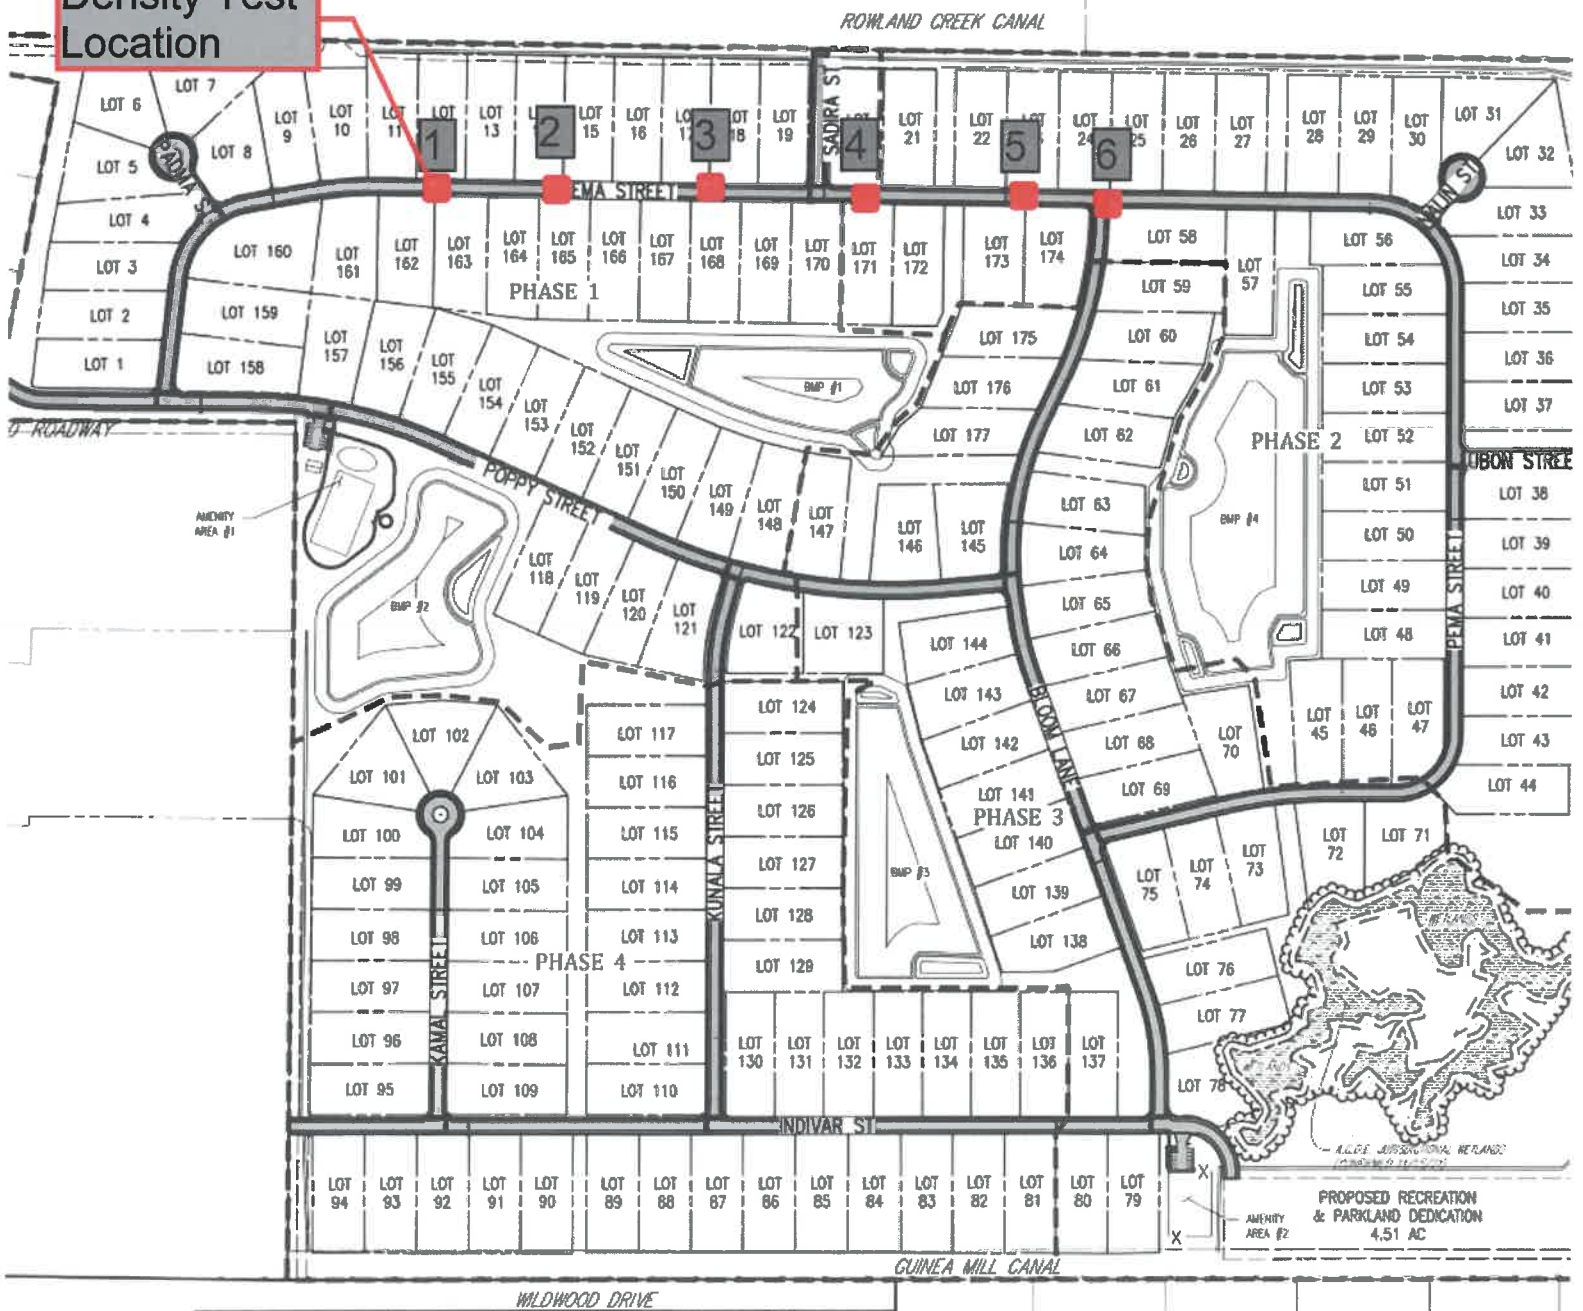 Density Test
Location
ROWLAND CREEK CANAL
LOT 6
LOT 7
LOT 9
LOT 10
LOT 11
LOT
1
LOT 13
2
LOT 15
LOT 16
3
LOT 19
SADIRA ST
4
LOT 21
LOT 22
5
LOT 24
6
LOT 26
LOT 27
LOT 28
LOT 29
LOT 30
LOT 31
LOT 32
LOT 5
LOT 8
LOT 4
LOT 3
LOT 2
LOT 1
EMA STREET
LOT 33
LOT 34
LOT 35
LOT 36
LOT 37
LOT 160
LOT 161
LOT 162
LOT 163
LOT 164
LOT 165
LOT 166
LOT 167
LOT 168
LOT 169
LOT 170
LOT 171
LOT 172
LOT 173
LOT 174
LOT 58
LOT 57
LOT 56
PHASE 1
LOT 59
LOT 55
LOT 159
LOT 158
LOT 157
LOT 156
LOT 155
LOT 154
LOT 153
LOT 152
LOT 151
LOT 150
LOT 149
LOT 148
LOT 147
BMP #1
LOT 175
LOT 176
LOT 177
LOT 60
LOT 61
LOT 62
LOT 54
LOT 53
LOT 52
PHASE 2
UBON STREE
ROADWAY
POPPY STREET
AMENITY
AREA #1
BMP #2
LOT 146
LOT 145
LOT 63
LOT 64
LOT 65
LOT 66
LOT 67
LOT 68
LOT 69
LOT 70
BMP #4
LOT 51
LOT 50
LOT 49
LOT 48
PEMA STREET
LOT 38
LOT 39
LOT 40
LOT 41
LOT 42
LOT 43
LOT 44
LOT 45
LOT 46
LOT 47
LOT 118
LOT 119
LOT 120
LOT 121
LOT 122
LOT 123
LOT 144
LOT 143
LOT 142
LOT 141
PHASE 3
LOT 140
LOT 139
LOT 138
BLOOM LANE
LOT 124
LOT 125
LOT 126
LOT 127
LOT 128
LOT 129
BMP #3
KUNALA STREET
LOT 117
LOT 116
LOT 115
LOT 114
LOT 113
LOT 112
LOT 111
LOT 110
LOT 102
LOT 101
LOT 103
LOT 100
LOT 104
LOT 99
LOT 105
LOT 98
LOT 106
PHASE 4
LOT 97
LOT 107
LOT 96
LOT 108
LOT 95
LOT 109
KAMAL STREET
LOT 75
LOT 74
LOT 73
LOT 72
LOT 71
LOT 76
LOT 77
LOT 78
WETLANDS
WETLANDS
LOT 130
LOT 131
LOT 132
LOT 133
LOT 134
LOT 135
LOT 136
LOT 137
INDIVAR ST
LOT 94
LOT 93
LOT 92
LOT 91
LOT 90
LOT 89
LOT 88
LOT 87
LOT 86
LOT 85
LOT 84
LOT 83
LOT 82
LOT 81
LOT 80
LOT 79
X
X
AMENITY
AREA #2
A.C.O.E. JURISDICTIONAL WETLANDS
PROPOSED RECREATION
& PARKLAND DEDICATION
4.51 AC
GUINEA MILL CANAL
WILDWOOD DRIVE